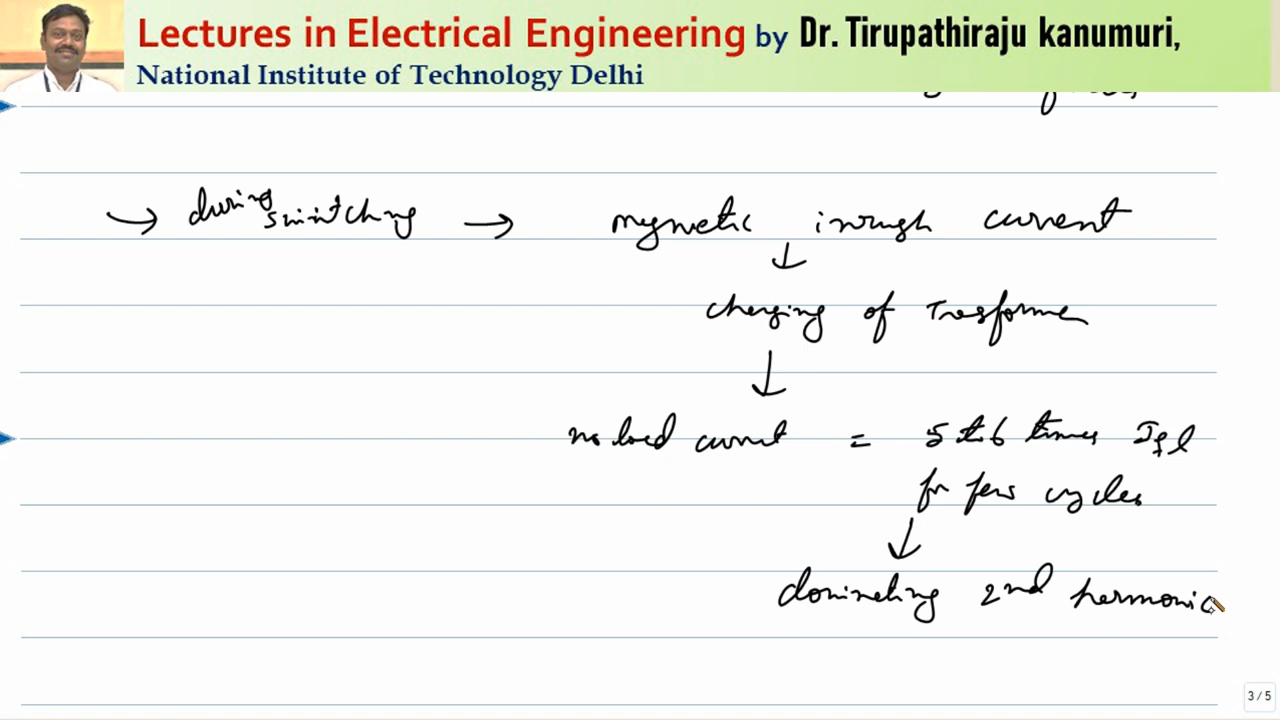 Lectures in Electrical Engineering by Dr. Tirupathiraju kanumuri,
National Institute of Technology Delhi
→ during switching → magnetic inrush current
↓
charging of Trasforme
↓
no load current = 5 to 6 times Ifl
for few cycles
↓
dominating 2nd harmonic
3 / 5